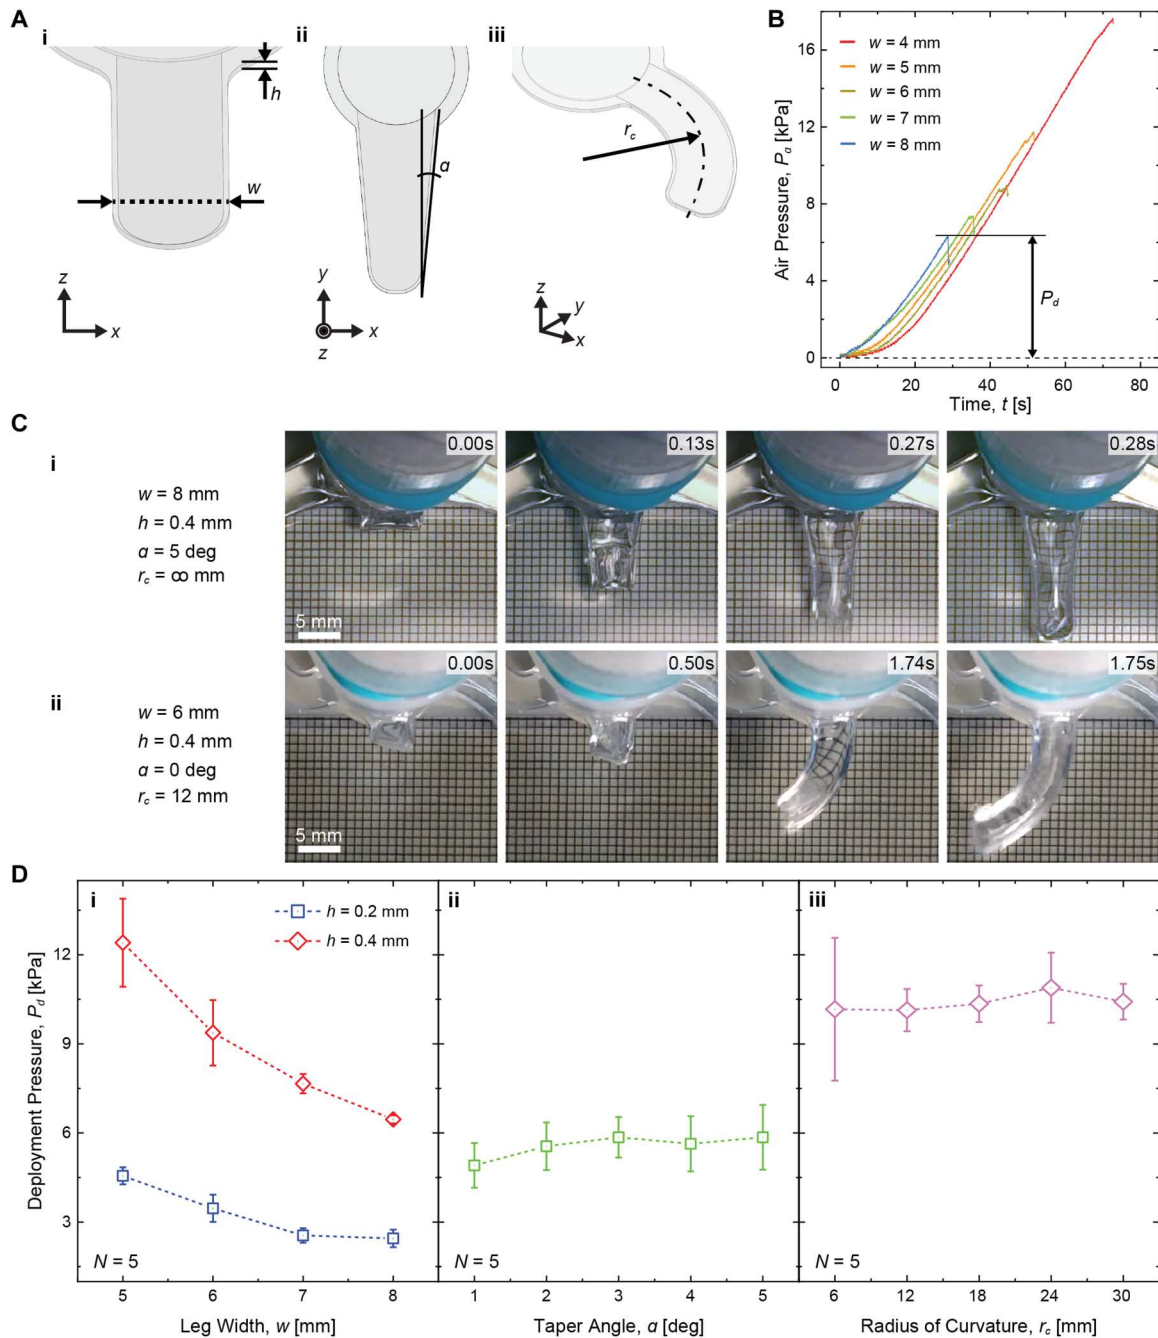 A
i
h
w
z
x
ii
α
y
x
z
iii
r_c
z
y
x
B
Air Pressure, P_a [kPa]
16
12
8
4
0
w = 4 mm
w = 5 mm
w = 6 mm
w = 7 mm
w = 8 mm
P_d
0 20 40 60 80
Time, t [s]
C
i
w = 8 mm
h = 0.4 mm
α = 5 deg
r_c = ∞ mm
0.00s
5 mm
0.13s
0.27s
0.28s
ii
w = 6 mm
h = 0.4 mm
α = 0 deg
r_c = 12 mm
0.00s
5 mm
0.50s
1.74s
1.75s
D
Deployment Pressure, P_d [kPa]
12
9
6
3
i
h = 0.2 mm
h = 0.4 mm
N = 5
5 6 7 8
Leg Width, w [mm]
ii
1 2 3 4 5
Taper Angle, α [deg]
iii
N = 5
6 12 18 24 30
Radius of Curvature, r_c [mm]